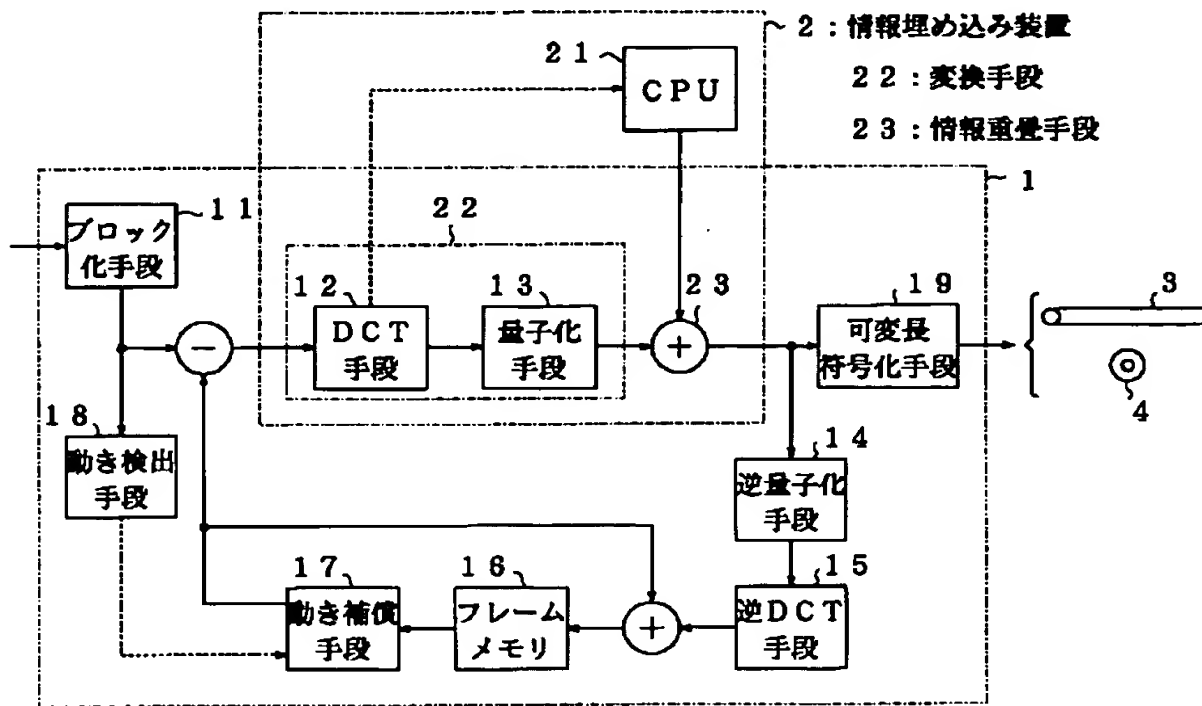 2：情報埋め込み装置
21
CPU
22：変換手段
23：情報重畳手段
1
11
ブロック
化手段
22
12
DCT
手段
13
量子化
手段
23
19
可変長
符号化手段
3
4
18
動き検出
手段
14
逆量子化
手段
17
動き補償
手段
16
フレーム
メモリ
15
逆DCT
手段